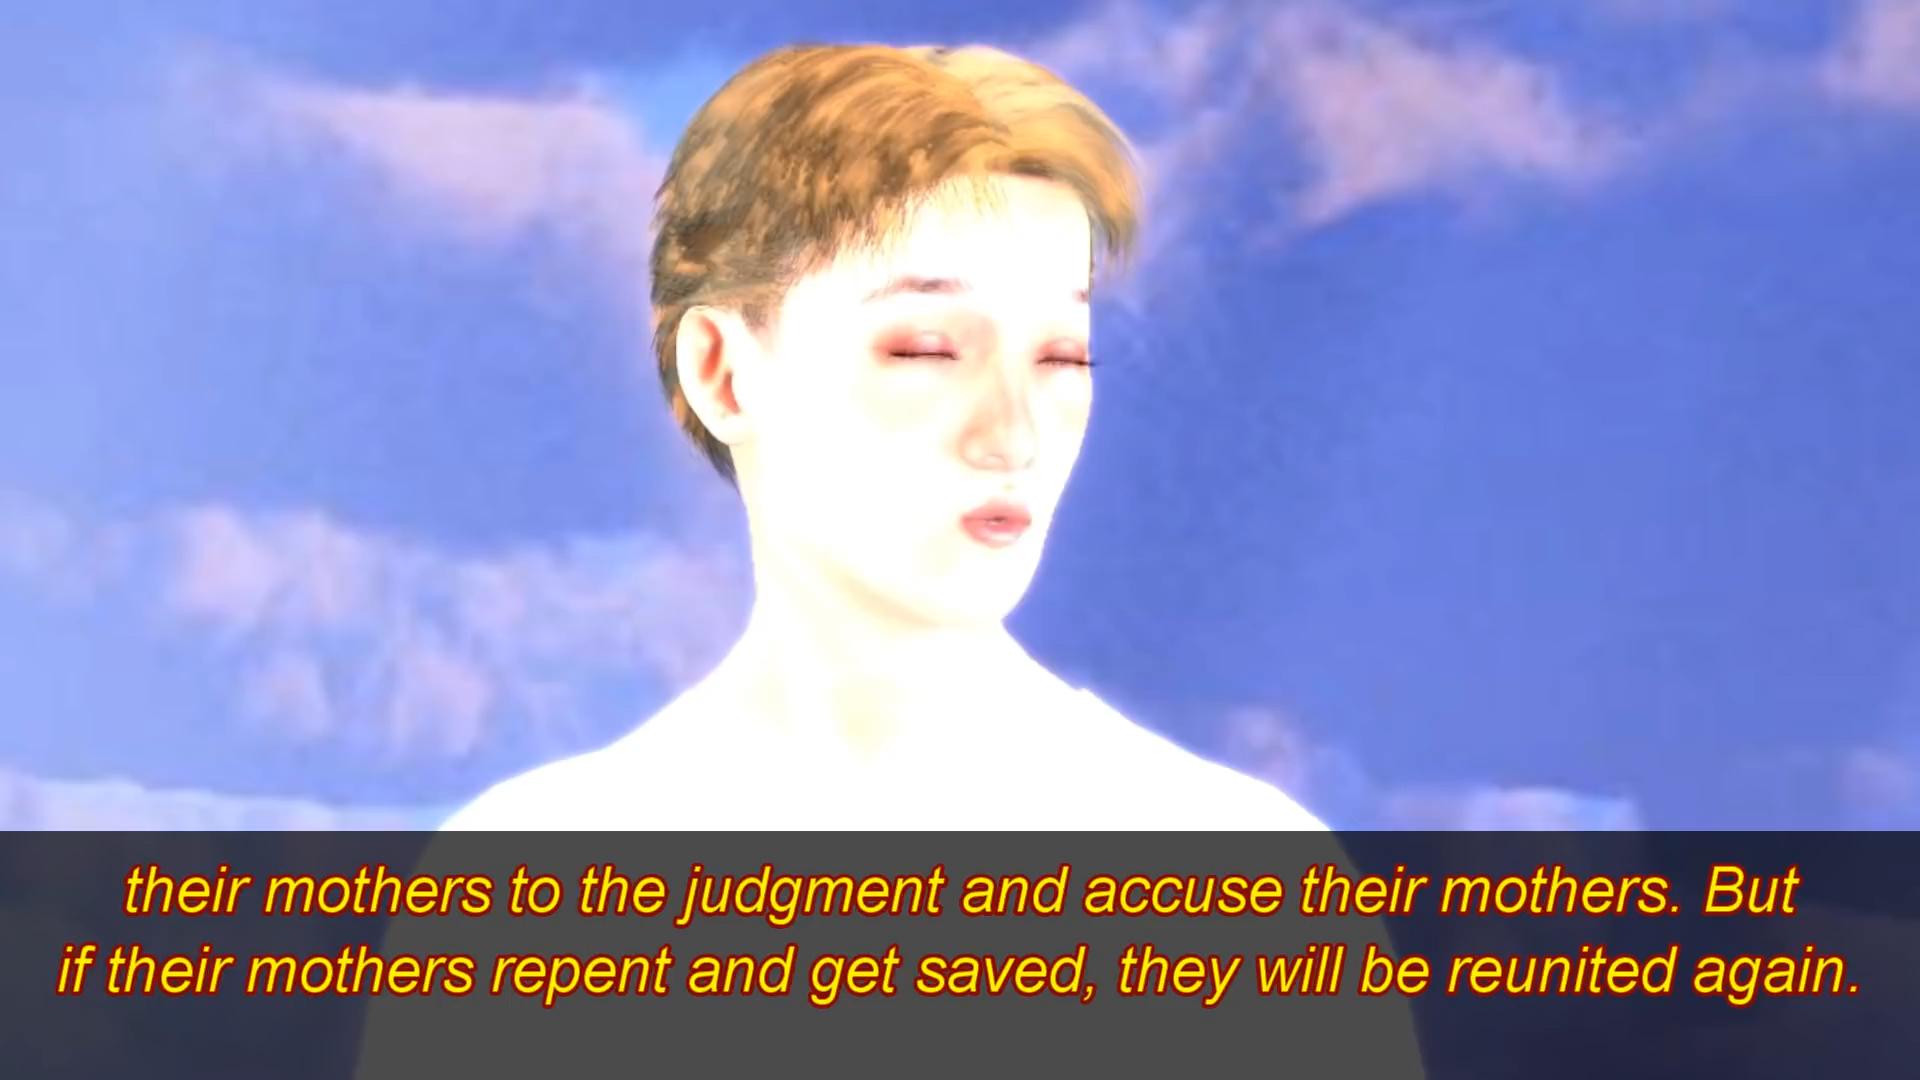 their mothers to the judgment and accuse their mothers. But
if their mothers repent and get saved, they will be reunited again.